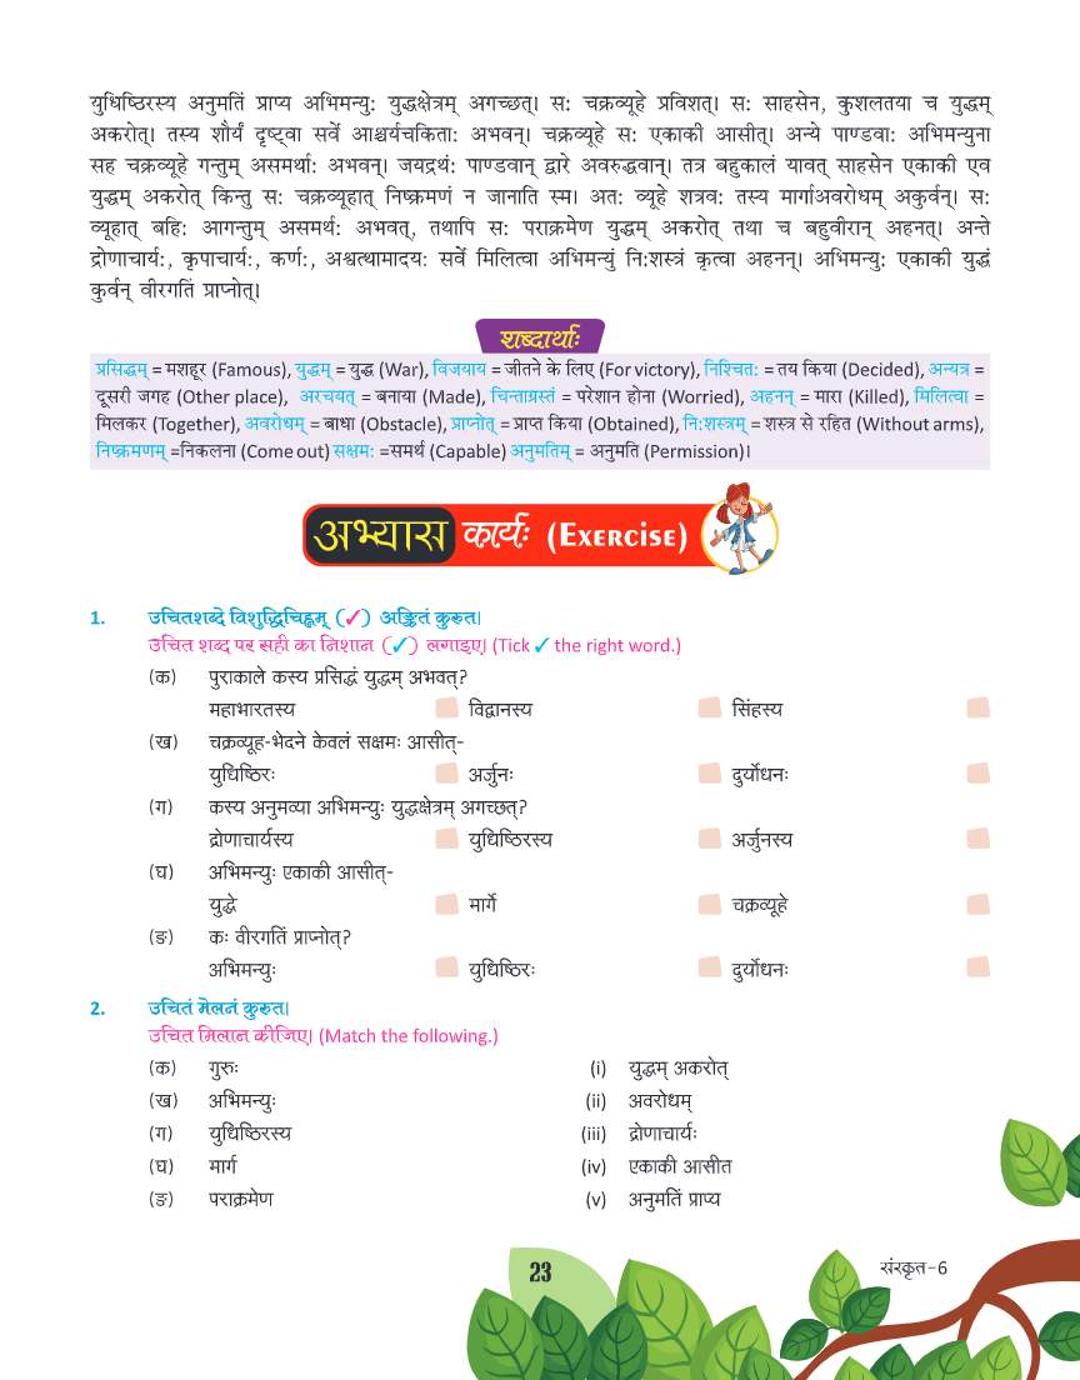 युधिष्ठिरस्य अनुमतिं प्राप्य अभिमन्युः युद्धक्षेत्रम् अगच्छत्। सः चक्रव्यूहे प्रविशत्। सः साहसेन, कुशलतया च युद्धम्
अकरोत्। तस्य शौर्यं दृष्ट्वा सर्वे आश्चर्यचकिताः अभवन्। चक्रव्यूहे सः एकाकी आसीत्। अन्ये पाण्डवाः अभिमन्युना
सह चक्रव्यूहे गन्तुम् असमर्थाः अभवन्। जयद्रथंः पाण्डवान् द्वारे अवरुद्धवान्। तत्र बहुकालं यावत् साहसेन एकाकी एव
युद्धम् अकरोत् किन्तु सः चक्रव्यूहात् निष्क्रमणं न जानाति स्म। अतः व्यूहे शत्रवः तस्य मार्गाअवरोधम् अकुर्वन्। सः
व्यूहात् बहिः आगन्तुम् असमर्थः अभवत्, तथापि सः पराक्रमेण युद्धम् अकरोत् तथा च बहुवीरान् अहनत्। अन्ते
द्रोणाचार्यः, कृपाचार्यः, कर्णः, अश्वत्थामादयः सर्वे मिलित्वा अभिमन्युं निःशस्त्रं कृत्वा अहनन्। अभिमन्युः एकाकी युद्धं
कुर्वन् वीरगतिं प्राप्नोत्।
शब्दार्थाः
प्रसिद्धम् = मशहूर (Famous), युद्धम् = युद्ध (War), विजयाय = जीतने के लिए (For victory), निश्चितः = तय किया (Decided), अन्यत्र =
दूसरी जगह (Other place), अरचयत् = बनाया (Made), चिन्ताग्रस्तं = परेशान होना (Worried), अहनन् = मारा (Killed), मिलित्वा =
मिलकर (Together), अवरोधम् = बाधा (Obstacle), प्राप्नोत् = प्राप्त किया (Obtained), निःशस्त्रम् = शस्त्र से रहित (Without arms),
निष्क्रमणम् =निकलना (Come out) सक्षमः =समर्थ (Capable) अनुमतिम् = अनुमति (Permission)।
अभ्यास कार्यः (EXERCISE)
1. उचितशब्दे विशुद्धिचिह्नम् (✓) अङ्कितं कुरुत।
उचित शब्द पर सही का निशान (✓) लगाइए। (Tick ✓ the right word.)
(क) पुराकाले कस्य प्रसिद्धं युद्धम् अभवत्?
महाभारतस्य विद्वानस्य सिंहस्य
(ख) चक्रव्यूह-भेदने केवलं सक्षमः आसीत्-
युधिष्ठिरः अर्जुनः दुर्योधनः
(ग) कस्य अनुमव्या अभिमन्युः युद्धक्षेत्रम् अगच्छत्?
द्रोणाचार्यस्य युधिष्ठिरस्य अर्जुनस्य
(घ) अभिमन्युः एकाकी आसीत्-
युद्धे मार्गे चक्रव्यूहे
(ङ) कः वीरगतिं प्राप्नोत्?
अभिमन्युः युधिष्ठिरः दुर्योधनः
2. उचितं मेलनं कुरुत।
उचित मिलान कीजिए। (Match the following.)
(क) गुरुः (i) युद्धम् अकरोत्
(ख) अभिमन्युः (ii) अवरोधम्
(ग) युधिष्ठिरस्य (iii) द्रोणाचार्यः
(घ) मार्ग (iv) एकाकी आसीत
(ङ) पराक्रमेण (v) अनुमतिं प्राप्य
23
संस्कृत-6